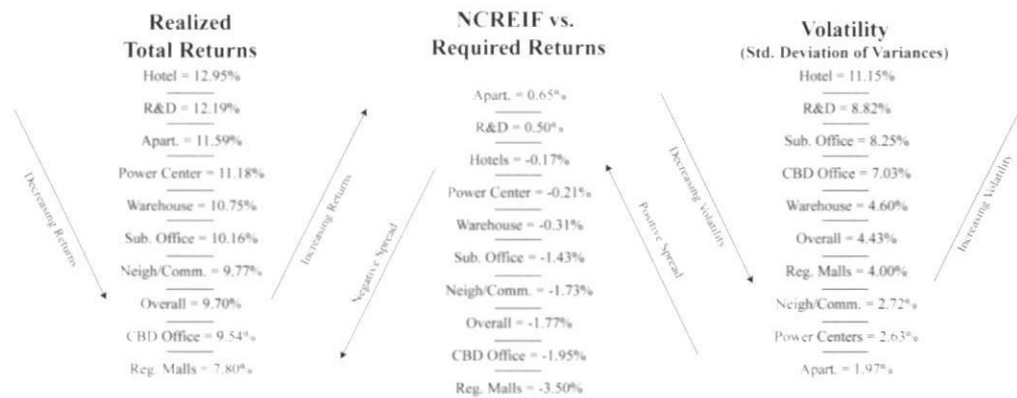 Realized
Total Returns
Hotel = 12.95%
R&D = 12.19%
Apart. = 11.59%
Power Center = 11.18%
Warehouse = 10.75%
Sub. Office = 10.16%
Neigh/Comm. = 9.77%
Overall = 9.70%
CBD Office = 9.54%
Reg. Malls = 7.80%
Decreasing Returns
Increasing Returns
NCREIF vs.
Required Returns
Apart. = 0.65%
R&D = 0.50%
Hotels = -0.17%
Power Center = -0.21%
Warehouse = -0.31%
Sub. Office = -1.43%
Neigh/Comm. = -1.73%
Overall = -1.77%
CBD Office = -1.95%
Reg. Malls = -3.50%
Negative Spread
Positive Spread
Volatility
(Std. Deviation of Variances)
Hotel = 11.15%
R&D = 8.82%
Sub. Office = 8.25%
CBD Office = 7.03%
Warehouse = 4.60%
Overall = 4.43%
Reg. Malls = 4.00%
Neigh/Comm. = 2.72%
Power Centers = 2.63%
Apart. = 1.97%
Decreasing Volatility
Increasing Volatility